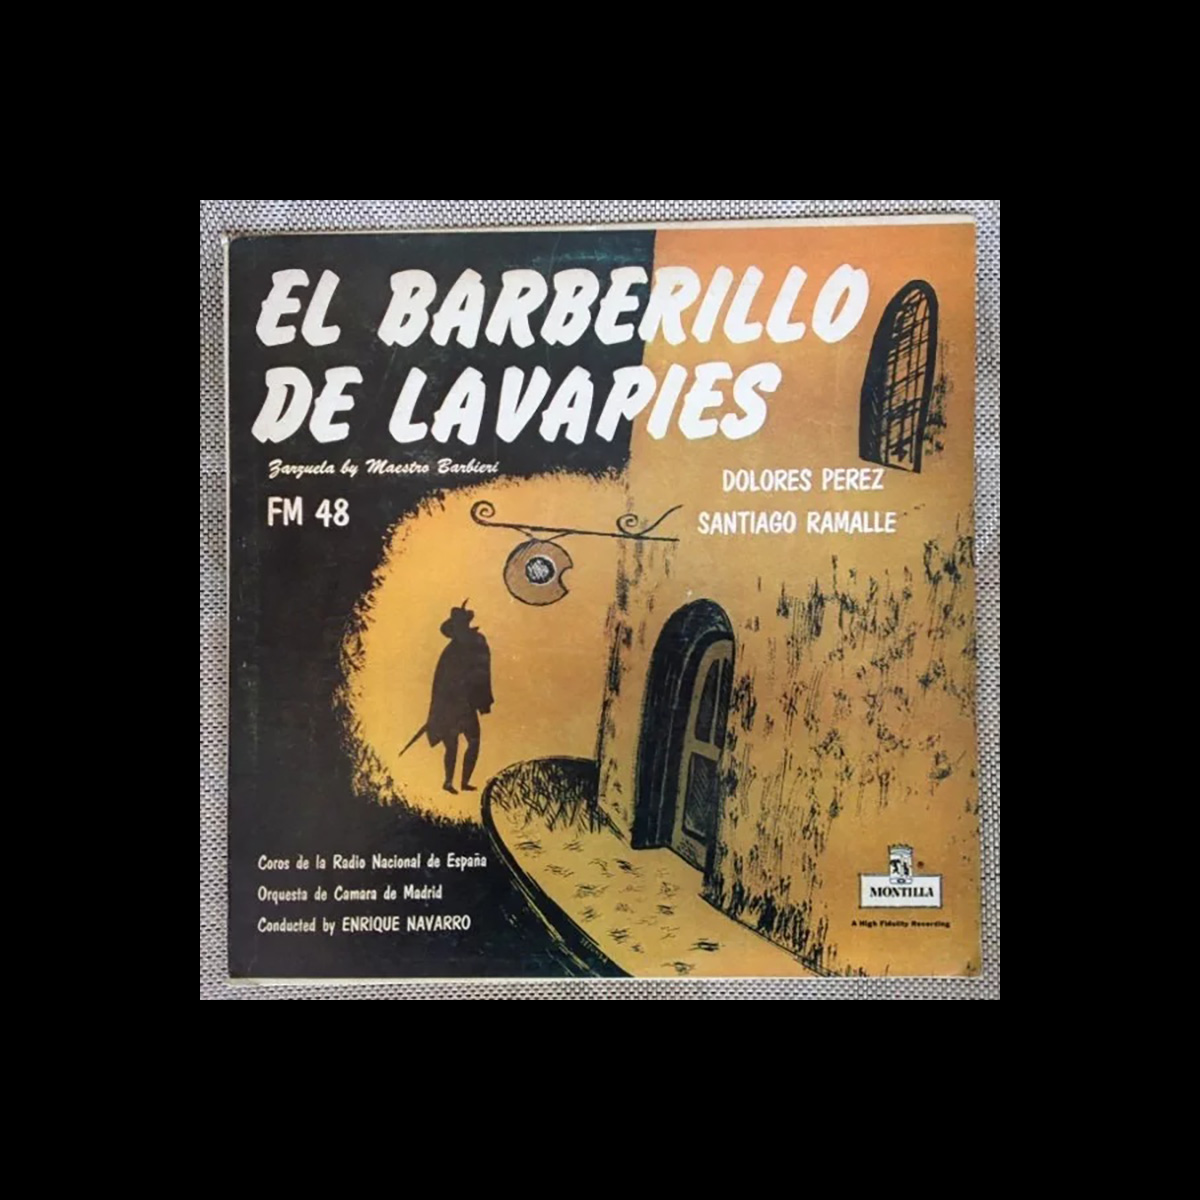 EL BARBERILLO
DE LAVAPIES
Zarzuela by Maestro Barbieri
FM 48
DOLORES PEREZ
SANTIAGO RAMALLE
Coros de la Radio Nacional de España
Orquesta de Camara de Madrid
Conducted by ENRIQUE NAVARRO
®
MONTILLA
A High Fidelity Recording